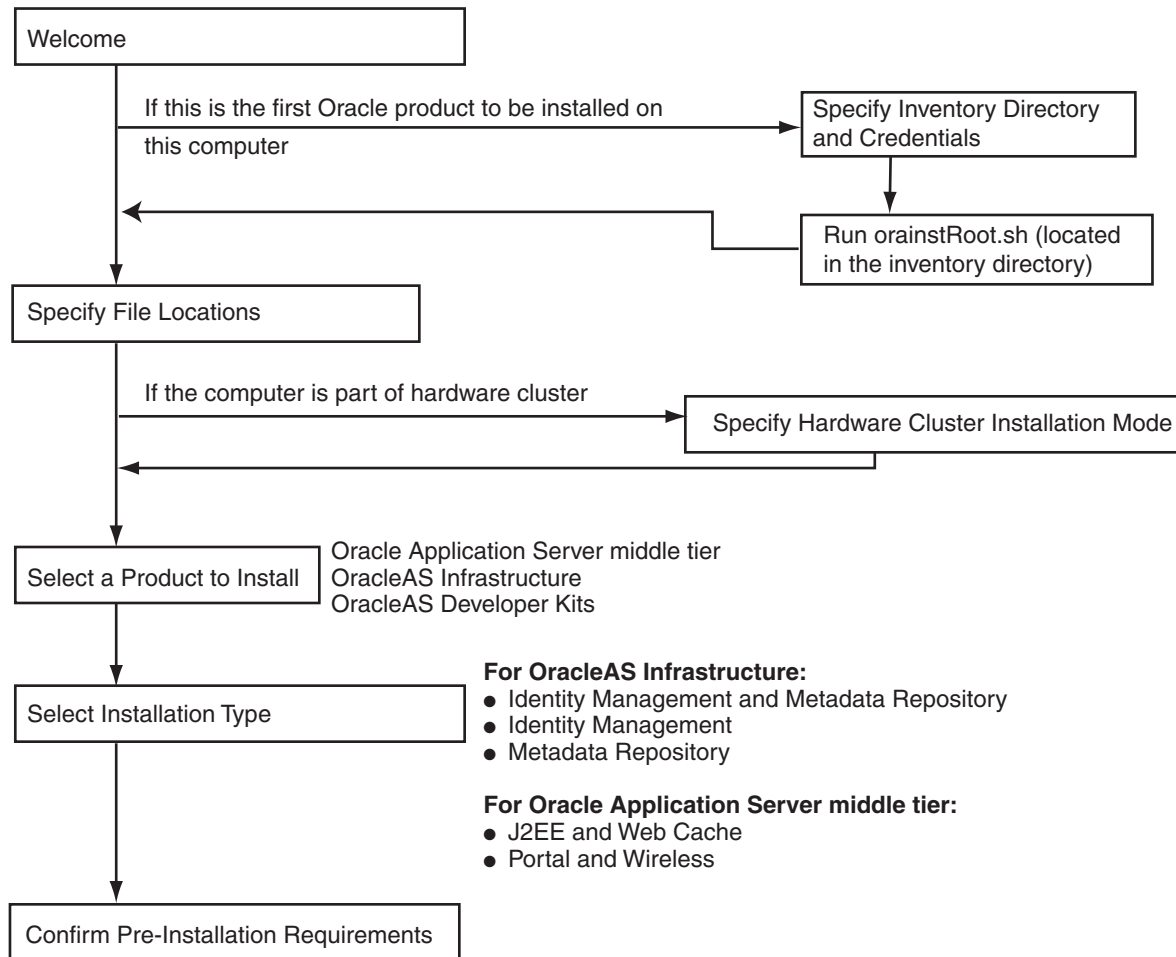 Welcome
If this is the first Oracle product to be installed on
this computer
Specify Inventory Directory
and Credentials
Run orainstRoot.sh (located
in the inventory directory)
Specify File Locations
If the computer is part of hardware cluster
Specify Hardware Cluster Installation Mode
Select a Product to Install
Oracle Application Server middle tier
OracleAS Infrastructure
OracleAS Developer Kits
Select Installation Type
For OracleAS Infrastructure:
● Identity Management and Metadata Repository
● Identity Management
● Metadata Repository
For Oracle Application Server middle tier:
● J2EE and Web Cache
● Portal and Wireless
Confirm Pre-Installation Requirements